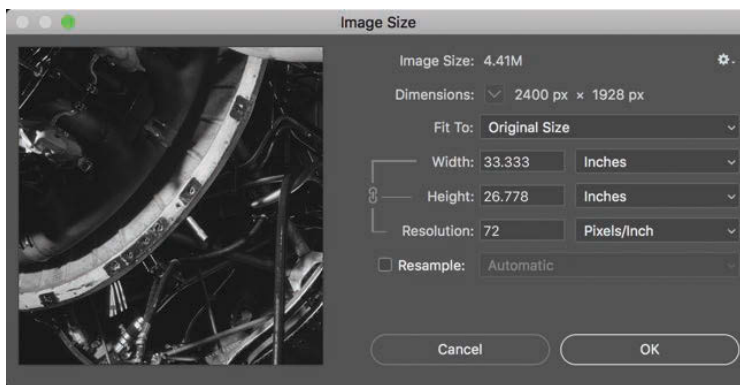 Image Size
Image Size: 4.41M
Dimensions: 2400 px × 1928 px
Fit To: Original Size
Width: 33.333 Inches
Height: 26.778 Inches
Resolution: 72 Pixels/Inch
Resample: Automatic
Cancel OK